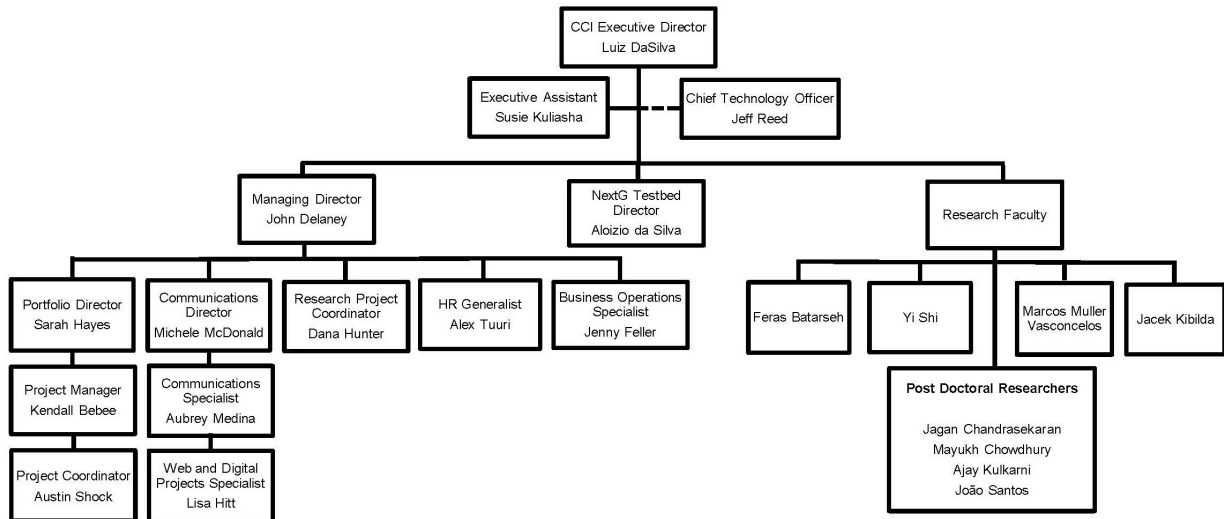 CCI Executive Director
Luiz DaSilva
Executive Assistant
Susie Kuliasha
Chief Technology Officer
Jeff Reed
Managing Director
John Delaney
NextG Testbed
Director
Aloizio da Silva
Research Faculty
Portfolio Director
Sarah Hayes
Communications
Director
Michele McDonald
Research Project
Coordinator
Dana Hunter
HR Generalist
Alex Tuuri
Business Operations
Specialist
Jenny Feller
Feras Batarseh
Yi Shi
Marcos Muller
Vasconcelos
Jacek Kibilda
Project Manager
Kendall Bebee
Communications
Specialist
Aubrey Medina
Post Doctoral Researchers
Jagan Chandrasekaran
Mayukh Chowdhury
Ajay Kulkarni
João Santos
Project Coordinator
Austin Shock
Web and Digital
Projects Specialist
Lisa Hitt